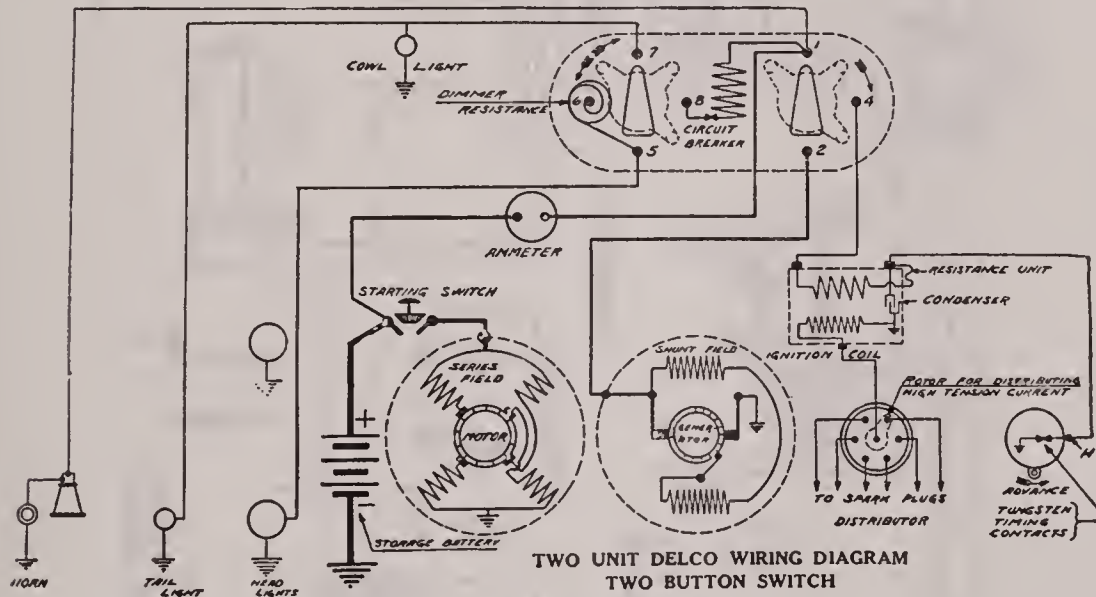 COWL LIGHT
7
1
DIMMER
RESISTANCE
6
8
4
CIRCUIT
BREAKER
5
2
AMMETER
STARTING SWITCH
RESISTANCE UNIT
CONDENSER
IGNITION COIL
SERIES
FIELD
SHUNT FIELD
MOTOR
GENER-
ATOR
ROTOR FOR DISTRIBUTING
HIGH TENSION CURRENT
+
-
H
ADVANCE
TO SPARK PLUGS
DISTRIBUTOR
TUNGSTEN
TIMING
CONTACTS
STORAGE BATTERY
HORN
TAIL
LIGHT
HEAD
LIGHTS
TWO UNIT DELCO WIRING DIAGRAM
TWO BUTTON SWITCH